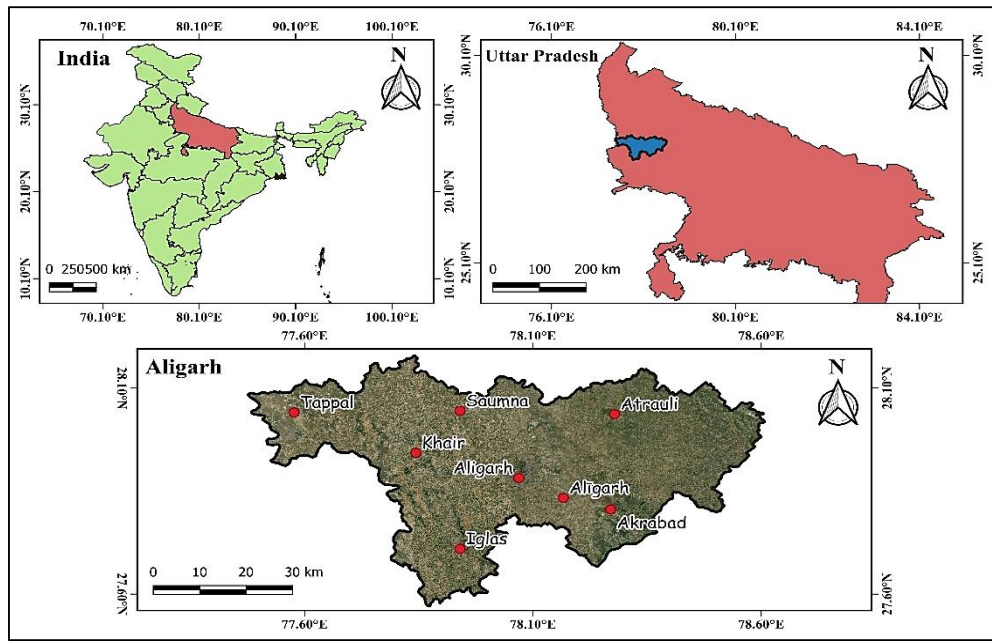 70.10°E 80.10°E 90.10°E 100.10°E
India
N
30.10°N
20.10°N
10.10°N
30.10°N
20.10°N
10.10°N
0 250500 km
70.10°E 80.10°E 90.10°E 100.10°E
76.10°E 80.10°E 84.10°E
Uttar Pradesh
N
30.10°N
25.10°N
30.10°N
25.10°N
0 100 200 km
76.10°E 80.10°E 84.10°E
77.60°E 78.10°E 78.60°E
Aligarh
N
28.10°N
27.60°N
28.10°N
27.60°N
Tappal
Saumna
Atrauli
Khair
Aligarh
Alīgarh
Akrabad
Iglas
0 10 20 30 km
77.60°E 78.10°E 78.60°E